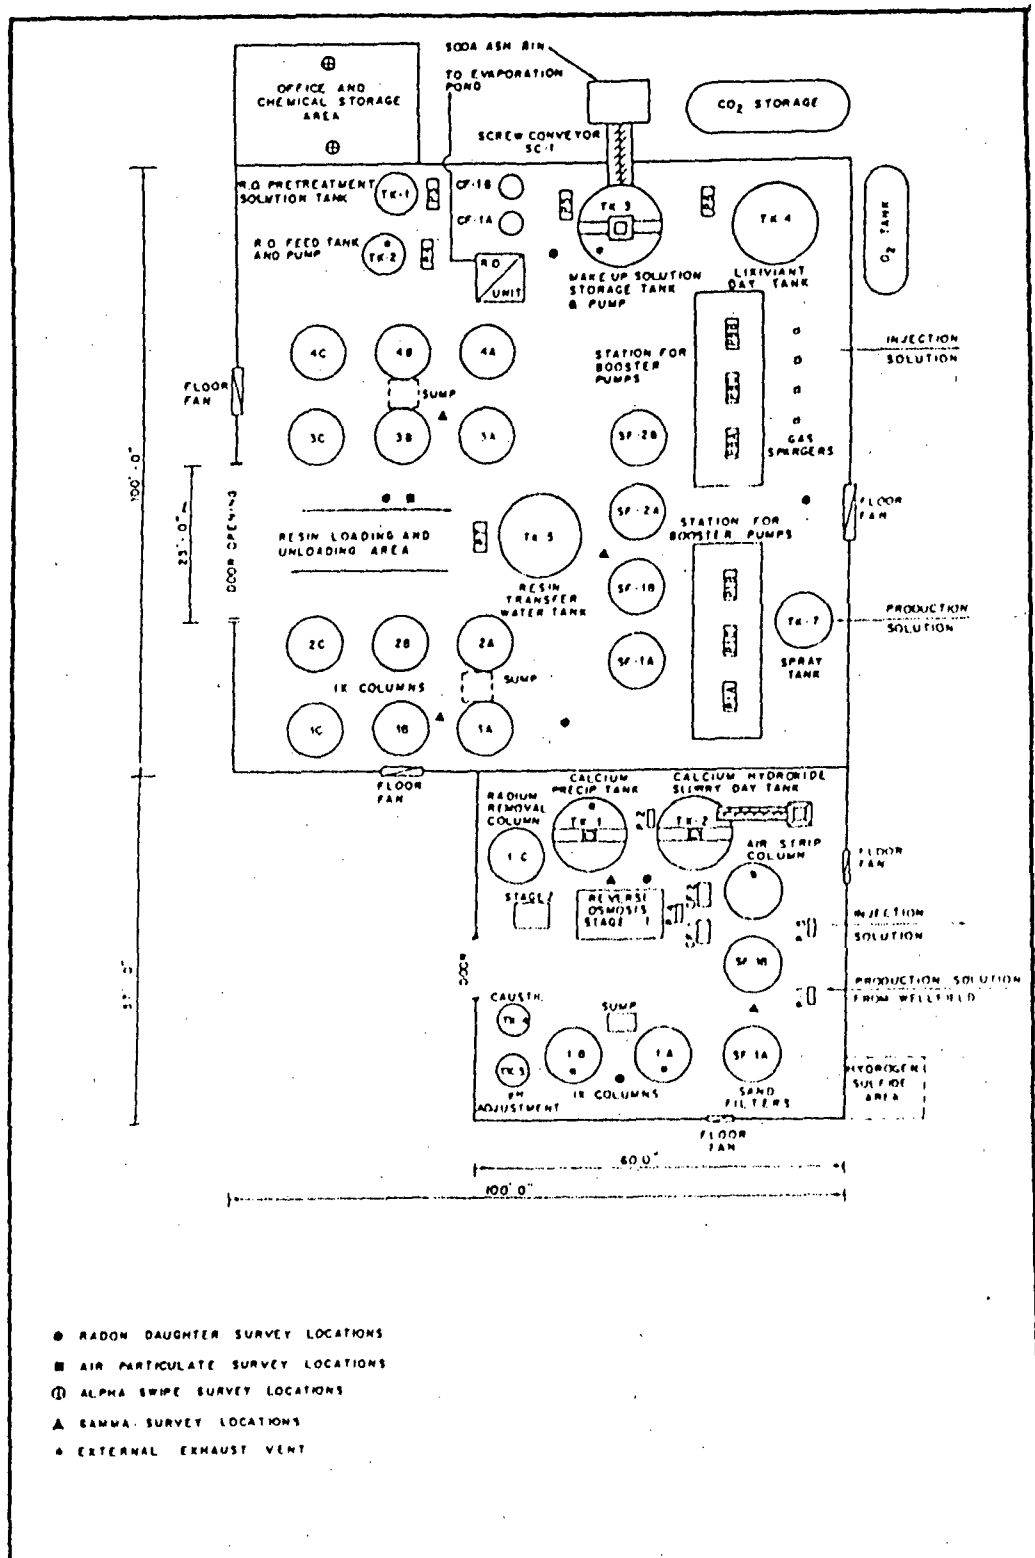 SODA ASH BIN
TO EVAPORATION
POND
OFFICE AND
CHEMICAL STORAGE
AREA
CO2 STORAGE
SCREW CONVEYOR
SC-1
R.O. PRETREATMENT
SOLUTION TANK
TK-1
CF-1B
CF-1A
TK 3
TK 4
O2 TANK
R.O. FEED TANK
AND PUMP
TK-2
R.O.
UNIT
MAKE UP SOLUTION
STORAGE TANK
& PUMP
LIXIVIANT
DAY TANK
4C
4B
4A
STATION FOR
BOOSTER
PUMPS
INJECTION
SOLUTION
FLOOR
FAN
SUMP
3C
3B
3A
SF-2B
GAS
SPARGERS
100'-0"
25'-0"
DOOR OPENING
RESIN LOADING AND
UNLOADING AREA
TK 5
SF-2A
STATION FOR
BOOSTER PUMPS
FLOOR
FAN
RESIN
TRANSFER
WATER TANK
SF-1B
2C
2B
2A
SF-1A
TK-7
PRODUCTION
SOLUTION
SPRAY
TANK
IX COLUMNS
SUMP
1C
1B
1A
FLOOR
FAN
RADIUM
REMOVAL
COLUMN
CALCIUM
PRECIP TANK
CALCIUM HYDROXIDE
SLURRY DAY TANK
TK-1
TK-2
1 C
AIR STRIP
COLUMN
FLOOR
FAN
STAGE 2
REVERSE
OSMOSIS
STAGE 1
INJECTION
SOLUTION
DOOR
SF 1B
PRODUCTION SOLUTION
FROM WELLFIELD
CAUSTIC
TK-4
SUMP
1 B
1 A
SF-1A
TK 3
PH
ADJUSTMENT
IX COLUMNS
SAND
FILTERS
HYDROGEN
SULFIDE
AREA
FLOOR
FAN
60'0"
100'0"
RADON DAUGHTER SURVEY LOCATIONS
AIR PARTICULATE SURVEY LOCATIONS
ALPHA SWIPE SURVEY LOCATIONS
GAMMA SURVEY LOCATIONS
EXTERNAL EXHAUST VENT